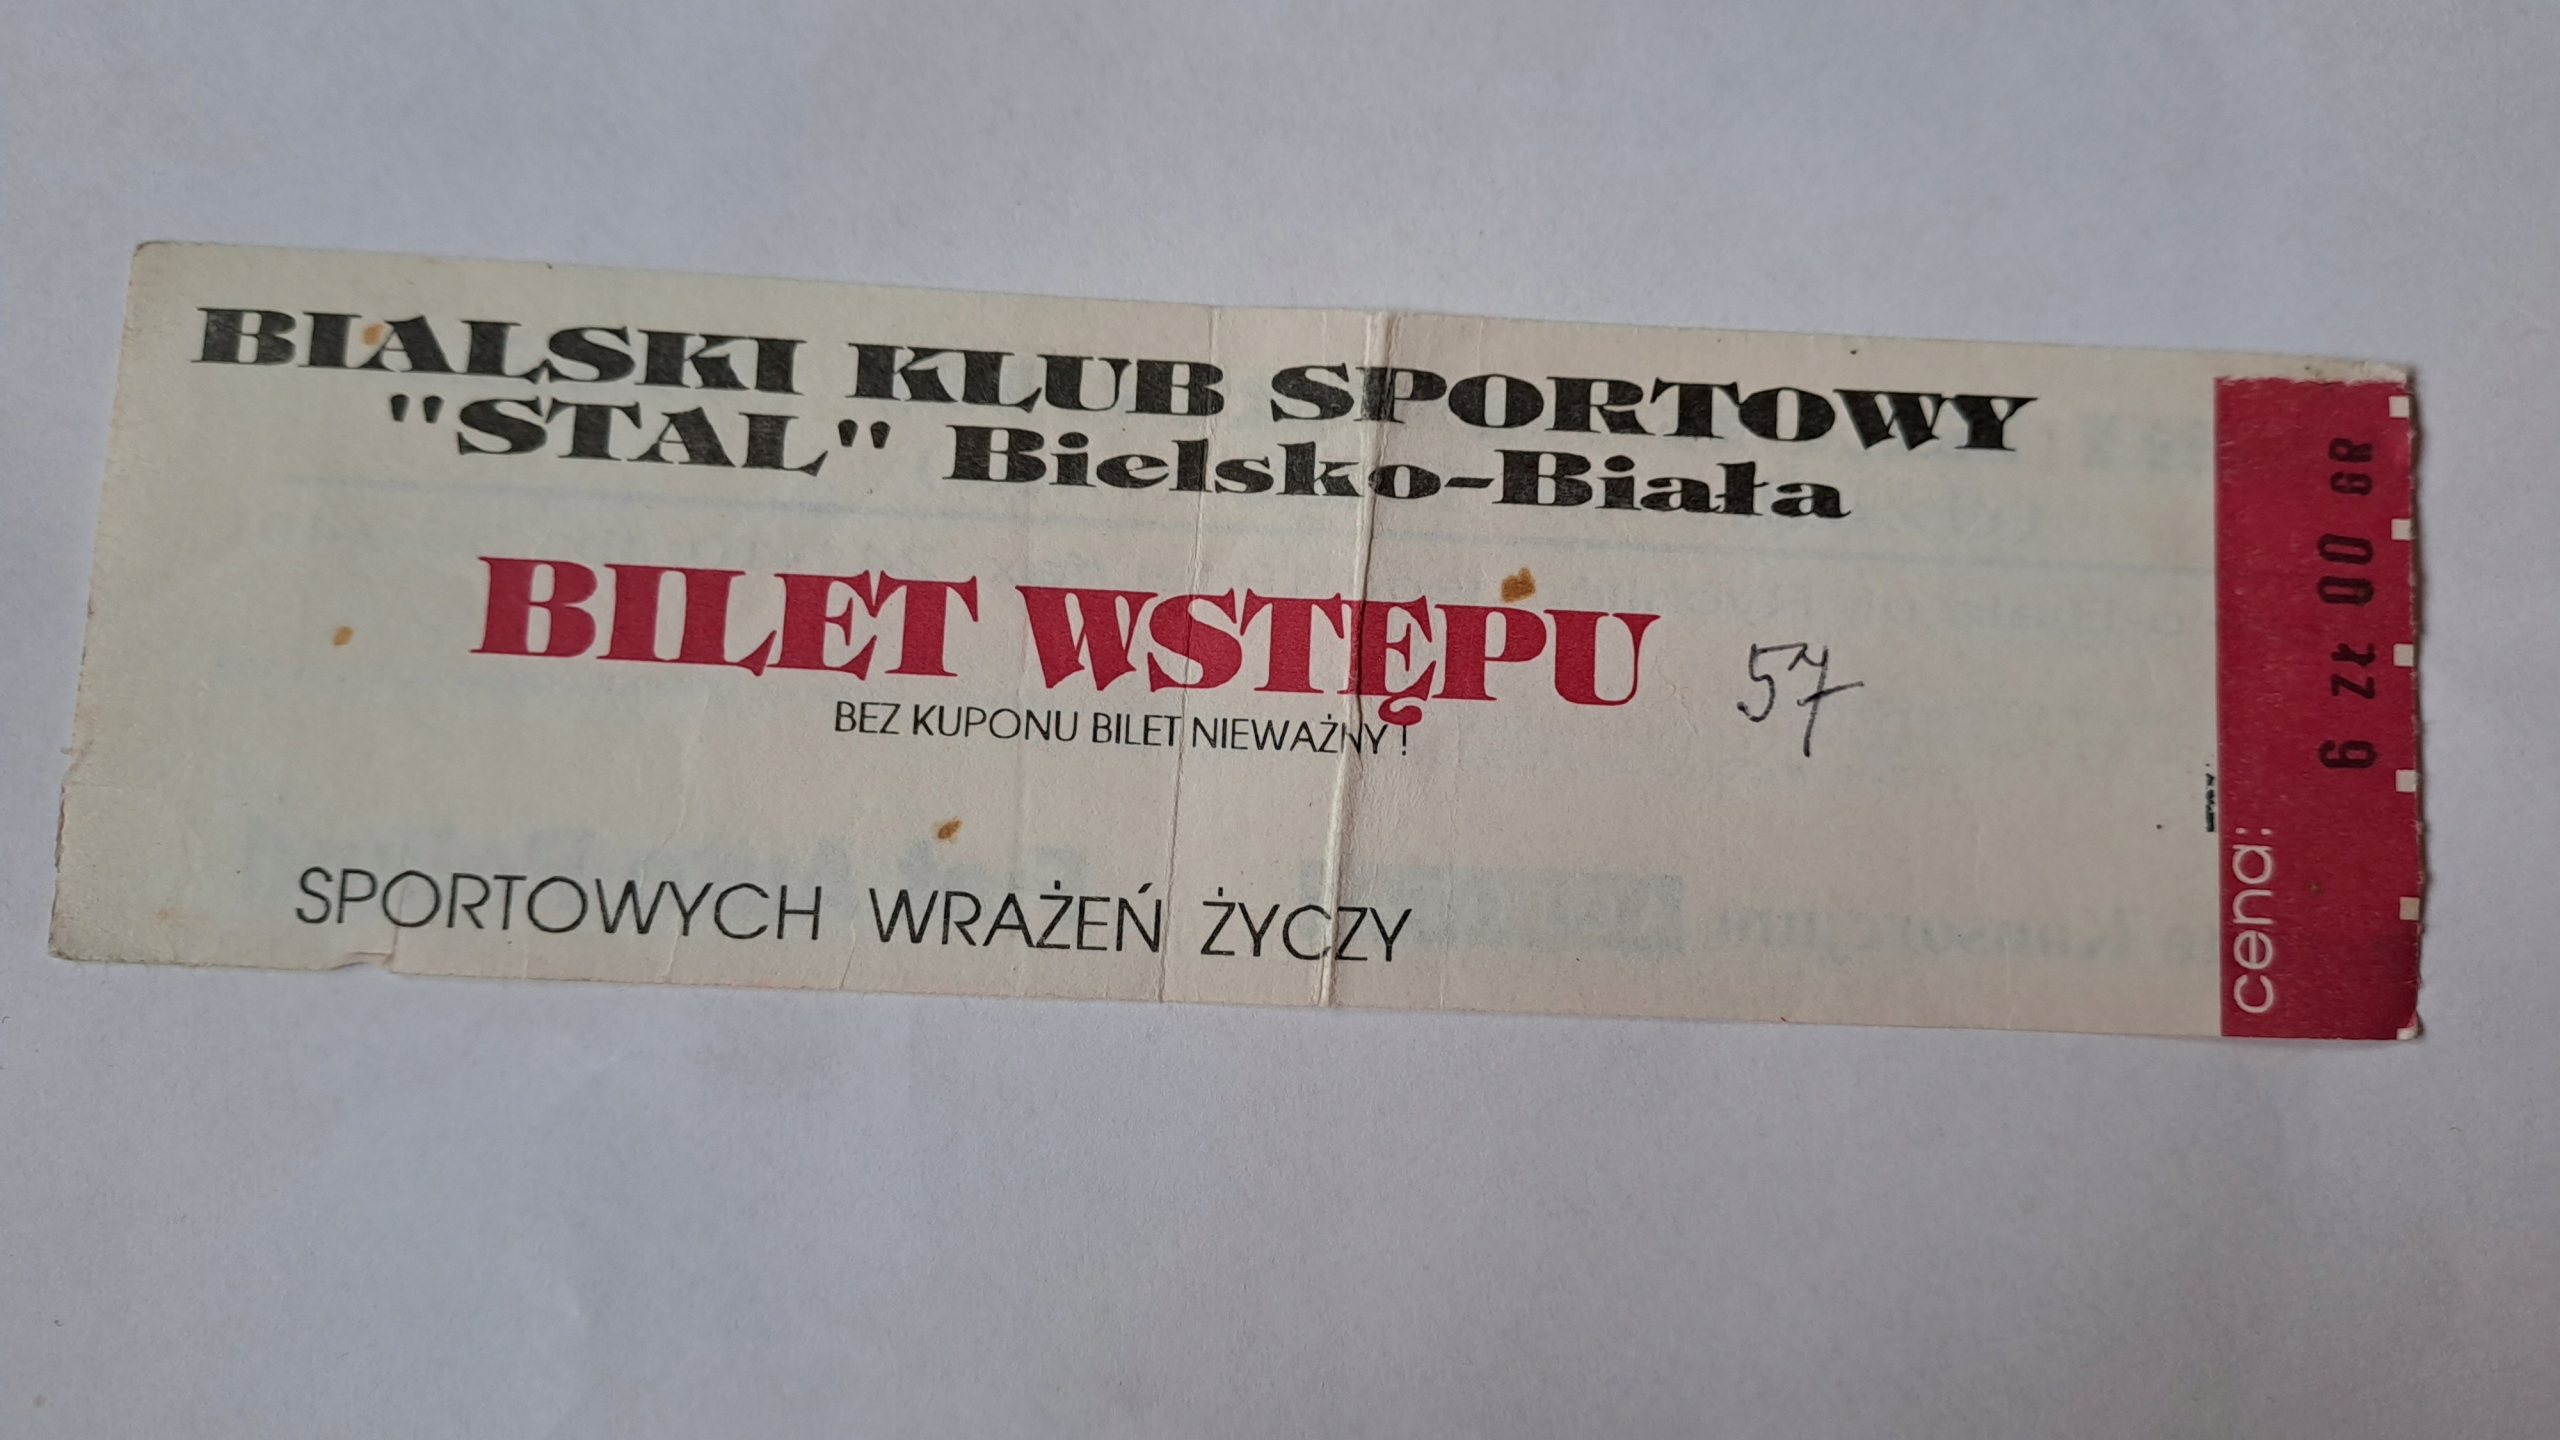 BIALSKI KLUB SPORTOWY
"STAL" Bielsko-Biała
BILET WSTĘPU
57
BEZ KUPONU BILET NIEWAŻNY!
SPORTOWYCH WRAŻEŃ ŻYCZY
cena:
6 ZŁ 00 GR